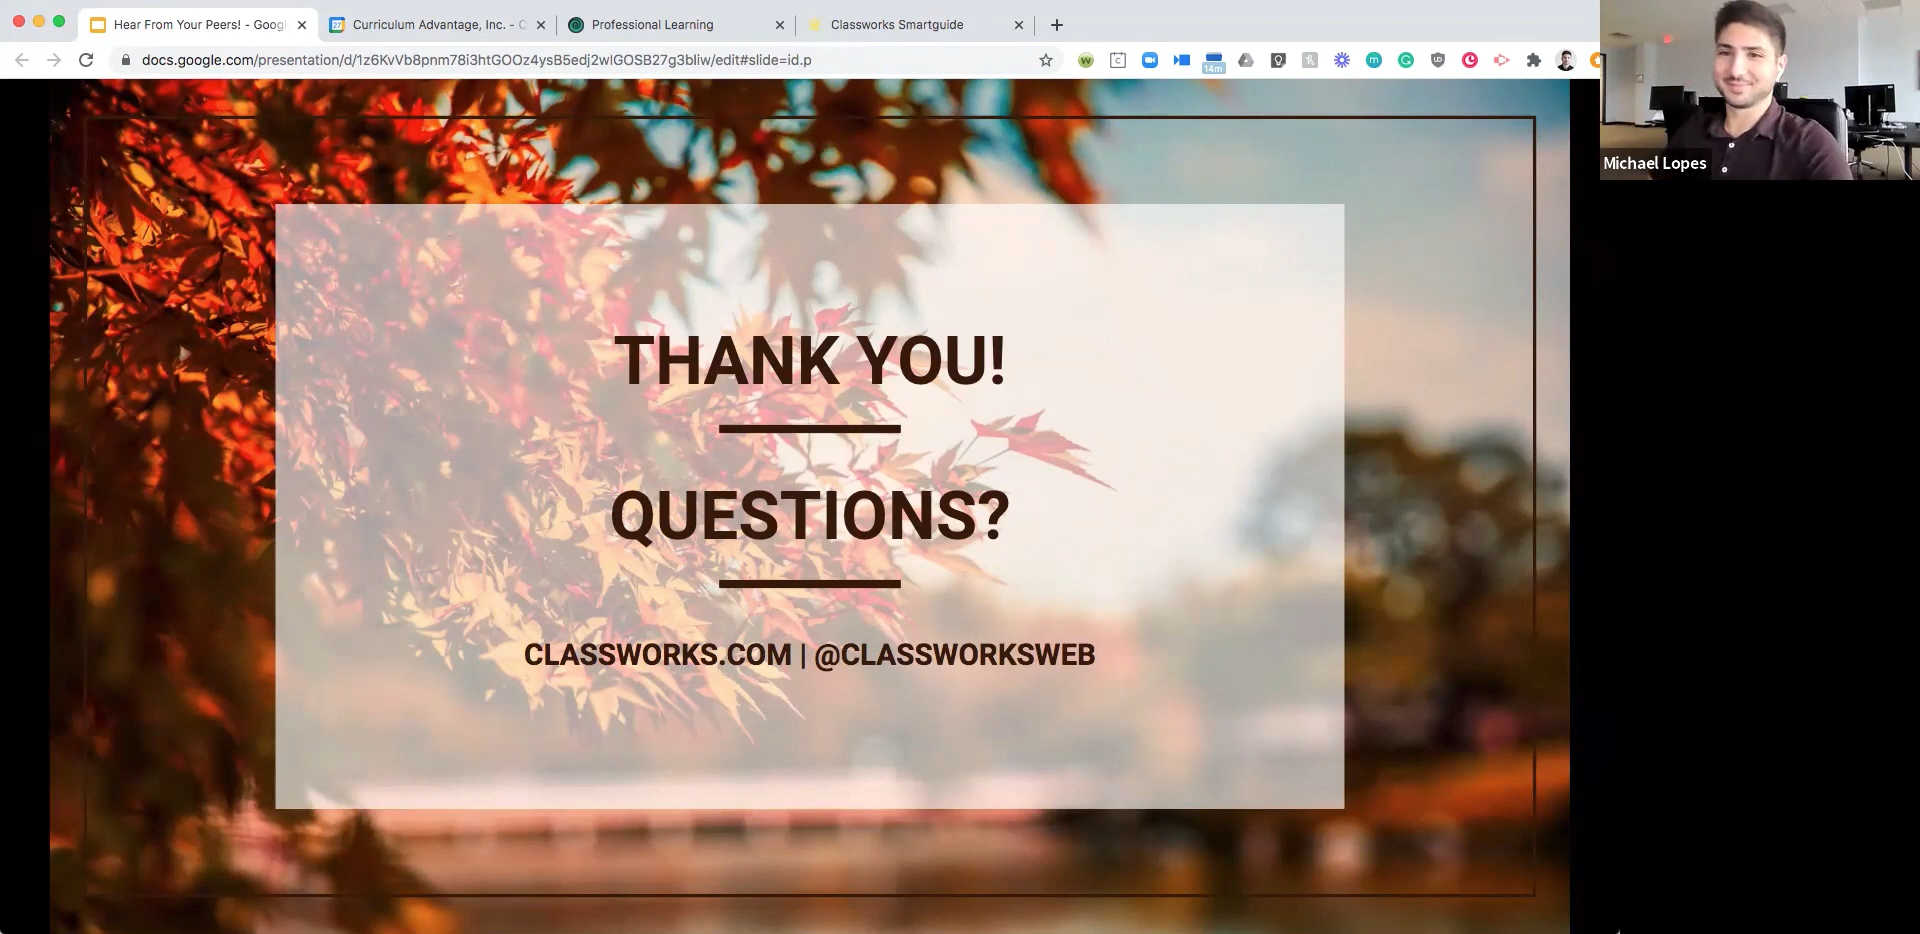 Hear From Your Peers! - Goog
Curriculum Advantage, Inc. - C
Professional Learning
Classworks Smartguide
docs.google.com/presentation/d/1z6KvVb8pnm78i3htGOOz4ysB5edj2wlGOSB27g3bliw/edit#slide=id.p
14m
Michael Lopes
THANK YOU!
QUESTIONS?
CLASSWORKS.COM | @CLASSWORKSWEB